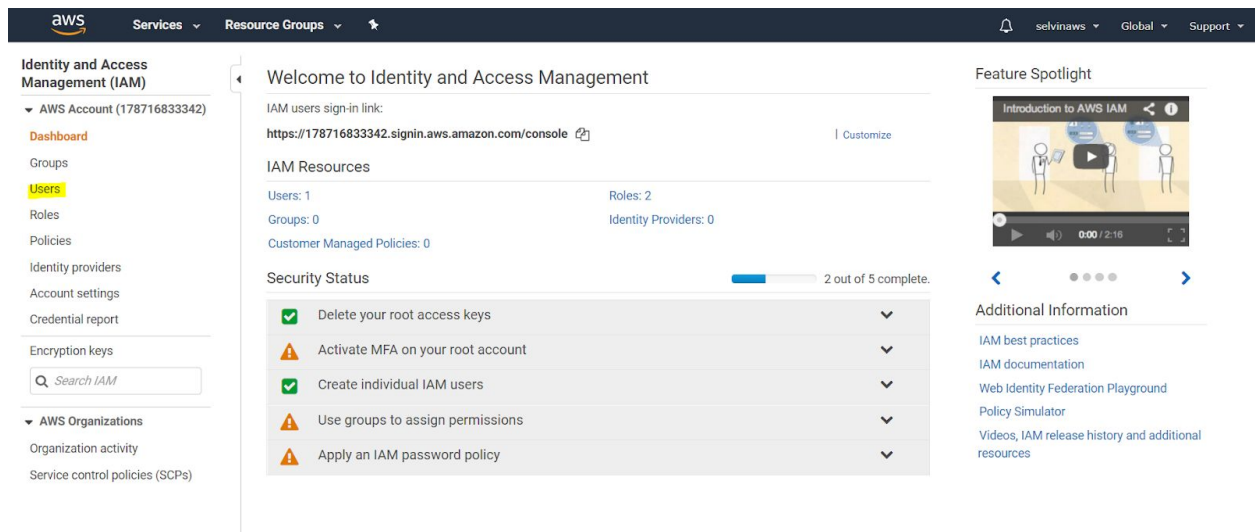 aws
Services
Resource Groups
selvinaws
Global
Support
Identity and Access
Management (IAM)
AWS Account (178716833342)
Dashboard
Groups
Users
Roles
Policies
Identity providers
Account settings
Credential report
Encryption keys
Search IAM
AWS Organizations
Organization activity
Service control policies (SCPs)
Welcome to Identity and Access Management
IAM users sign-in link:
https://178716833342.signin.aws.amazon.com/console
Customize
IAM Resources
Users: 1
Roles: 2
Groups: 0
Identity Providers: 0
Customer Managed Policies: 0
Security Status
2 out of 5 complete.
Delete your root access keys
Activate MFA on your root account
Create individual IAM users
Use groups to assign permissions
Apply an IAM password policy
Feature Spotlight
Introduction to AWS IAM
0:00 / 2:16
Additional Information
IAM best practices
IAM documentation
Web Identity Federation Playground
Policy Simulator
Videos, IAM release history and additional
resources